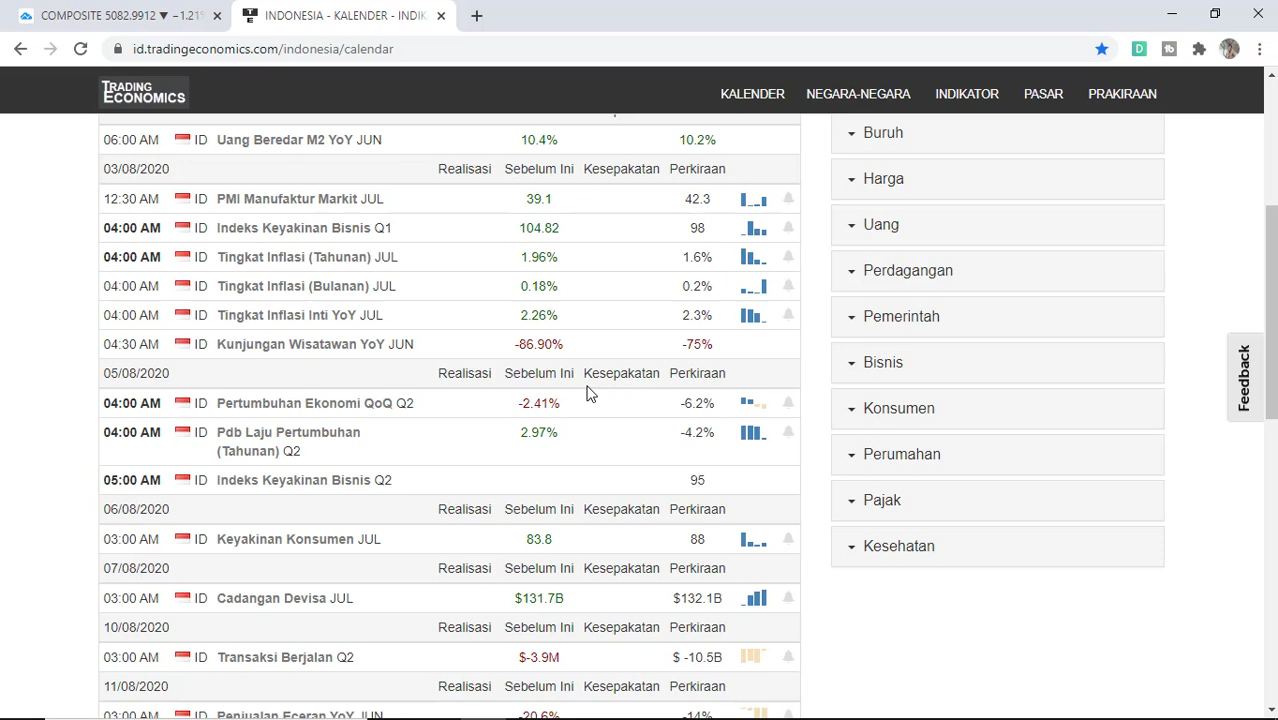 COMPOSITE 5082.9912 ▼ −1.21%
INDONESIA - KALENDER - INDIK
id.tradingeconomics.com/indonesia/calendar
TRADING ECONOMICS
KALENDER NEGARA-NEGARA INDIKATOR PASAR PRAKIRAAN
06:00 AM ID Uang Beredar M2 YoY JUN 10.4% 10.2%
03/08/2020 Realisasi Sebelum Ini Kesepakatan Perkiraan
12:30 AM ID PMI Manufaktur Markit JUL 39.1 42.3
04:00 AM ID Indeks Keyakinan Bisnis Q1 104.82 98
04:00 AM ID Tingkat Inflasi (Tahunan) JUL 1.96% 1.6%
04:00 AM ID Tingkat Inflasi (Bulanan) JUL 0.18% 0.2%
04:00 AM ID Tingkat Inflasi Inti YoY JUL 2.26% 2.3%
04:30 AM ID Kunjungan Wisatawan YoY JUN -86.90% -75%
05/08/2020 Realisasi Sebelum Ini Kesepakatan Perkiraan
04:00 AM ID Pertumbuhan Ekonomi QoQ Q2 -2.41% -6.2%
04:00 AM ID Pdb Laju Pertumbuhan 2.97% -4.2%
(Tahunan) Q2
05:00 AM ID Indeks Keyakinan Bisnis Q2 95
06/08/2020 Realisasi Sebelum Ini Kesepakatan Perkiraan
03:00 AM ID Keyakinan Konsumen JUL 83.8 88
07/08/2020 Realisasi Sebelum Ini Kesepakatan Perkiraan
03:00 AM ID Cadangan Devisa JUL $131.7B $132.1B
10/08/2020 Realisasi Sebelum Ini Kesepakatan Perkiraan
03:00 AM ID Transaksi Berjalan Q2 $-3.9M $ -10.5B
11/08/2020 Realisasi Sebelum Ini Kesepakatan Perkiraan
03:00 AM ID Penjualan Eceran YoY JUN -20.6% -14%
Buruh
Harga
Uang
Perdagangan
Pemerintah
Bisnis
Konsumen
Perumahan
Pajak
Kesehatan
Feedback